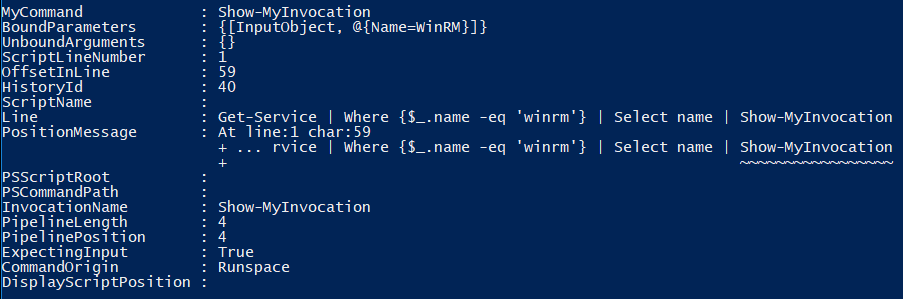 MyCommand : Show-MyInvocation
BoundParameters : {[InputObject, @{Name=WinRM}]}
UnboundArguments : {}
ScriptLineNumber : 1
OffsetInLine : 59
HistoryId : 40
ScriptName :
Line : Get-Service | Where {$_.name -eq 'winrm'} | Select name | Show-MyInvocation
PositionMessage : At line:1 char:59
+ ... rvice | Where {$_.name -eq 'winrm'} | Select name | Show-MyInvocation
+ ~~~~~~~~~~~~~~~~~
PSScriptRoot :
PSCommandPath :
InvocationName : Show-MyInvocation
PipelineLength : 4
PipelinePosition : 4
ExpectingInput : True
CommandOrigin : Runspace
DisplayScriptPosition :